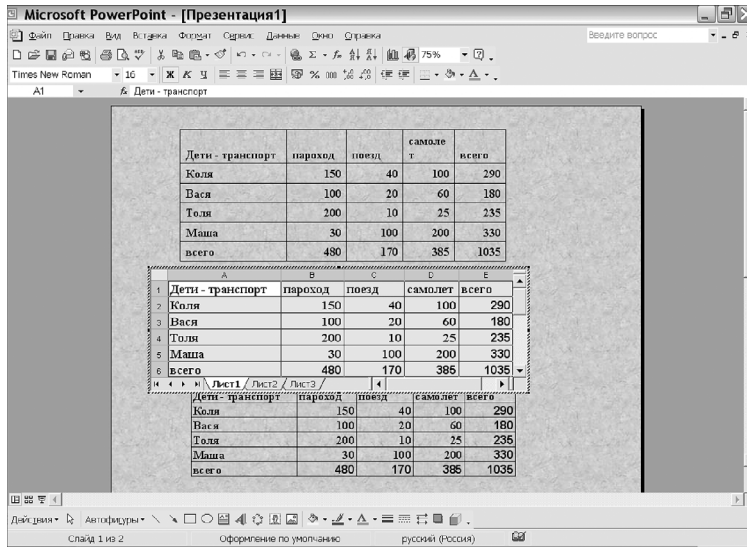 Microsoft PowerPoint - [Презентация1]
Файл Правка Вид Вставка Формат Сервис Данные Окно Справка Введите вопрос
75%
Times New Roman 16 Ж К Ч % 000
A1 fx Дети - транспорт
Дети - транспорт пароход поезд самоле
т всего
Коля 150 40 100 290
Вася 100 20 60 180
Толя 200 10 25 235
Маша 30 100 200 330
всего 480 170 385 1035
A B C D E
1 Дети - транспорт пароход поезд самолет всего
2 Коля 150 40 100 290
3 Вася 100 20 60 180
4 Толя 200 10 25 235
5 Маша 30 100 200 330
6 всего 480 170 385 1035
Лист1 Лист2 Лист3
Дети - транспорт пароход поезд самолет всего
Коля 150 40 100 290
Вася 100 20 60 180
Толя 200 10 25 235
Маша 30 100 200 330
всего 480 170 385 1035
Действия Автофигуры
Слайд 1 из 2 Оформление по умолчанию русский (Россия)